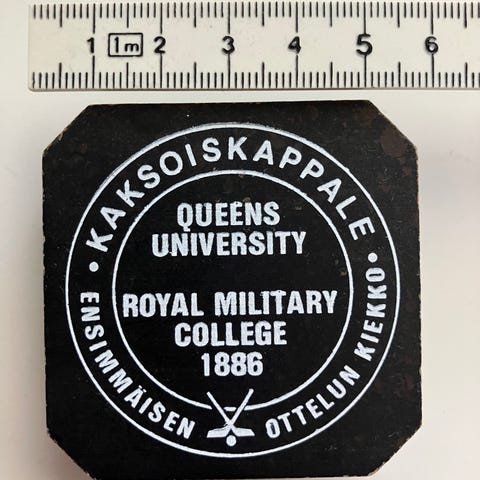 1 1m 2 3 4 5 6
• KAKSOISKAPPALE •
QUEENS
UNIVERSITY
ROYAL MILITARY
COLLEGE
1886
ENSIMMÄISEN OTTELUN KIEKKO